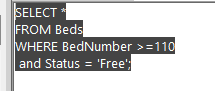 SELECT *
FROM Beds
WHERE BedNumber >=110
and Status = 'Free';